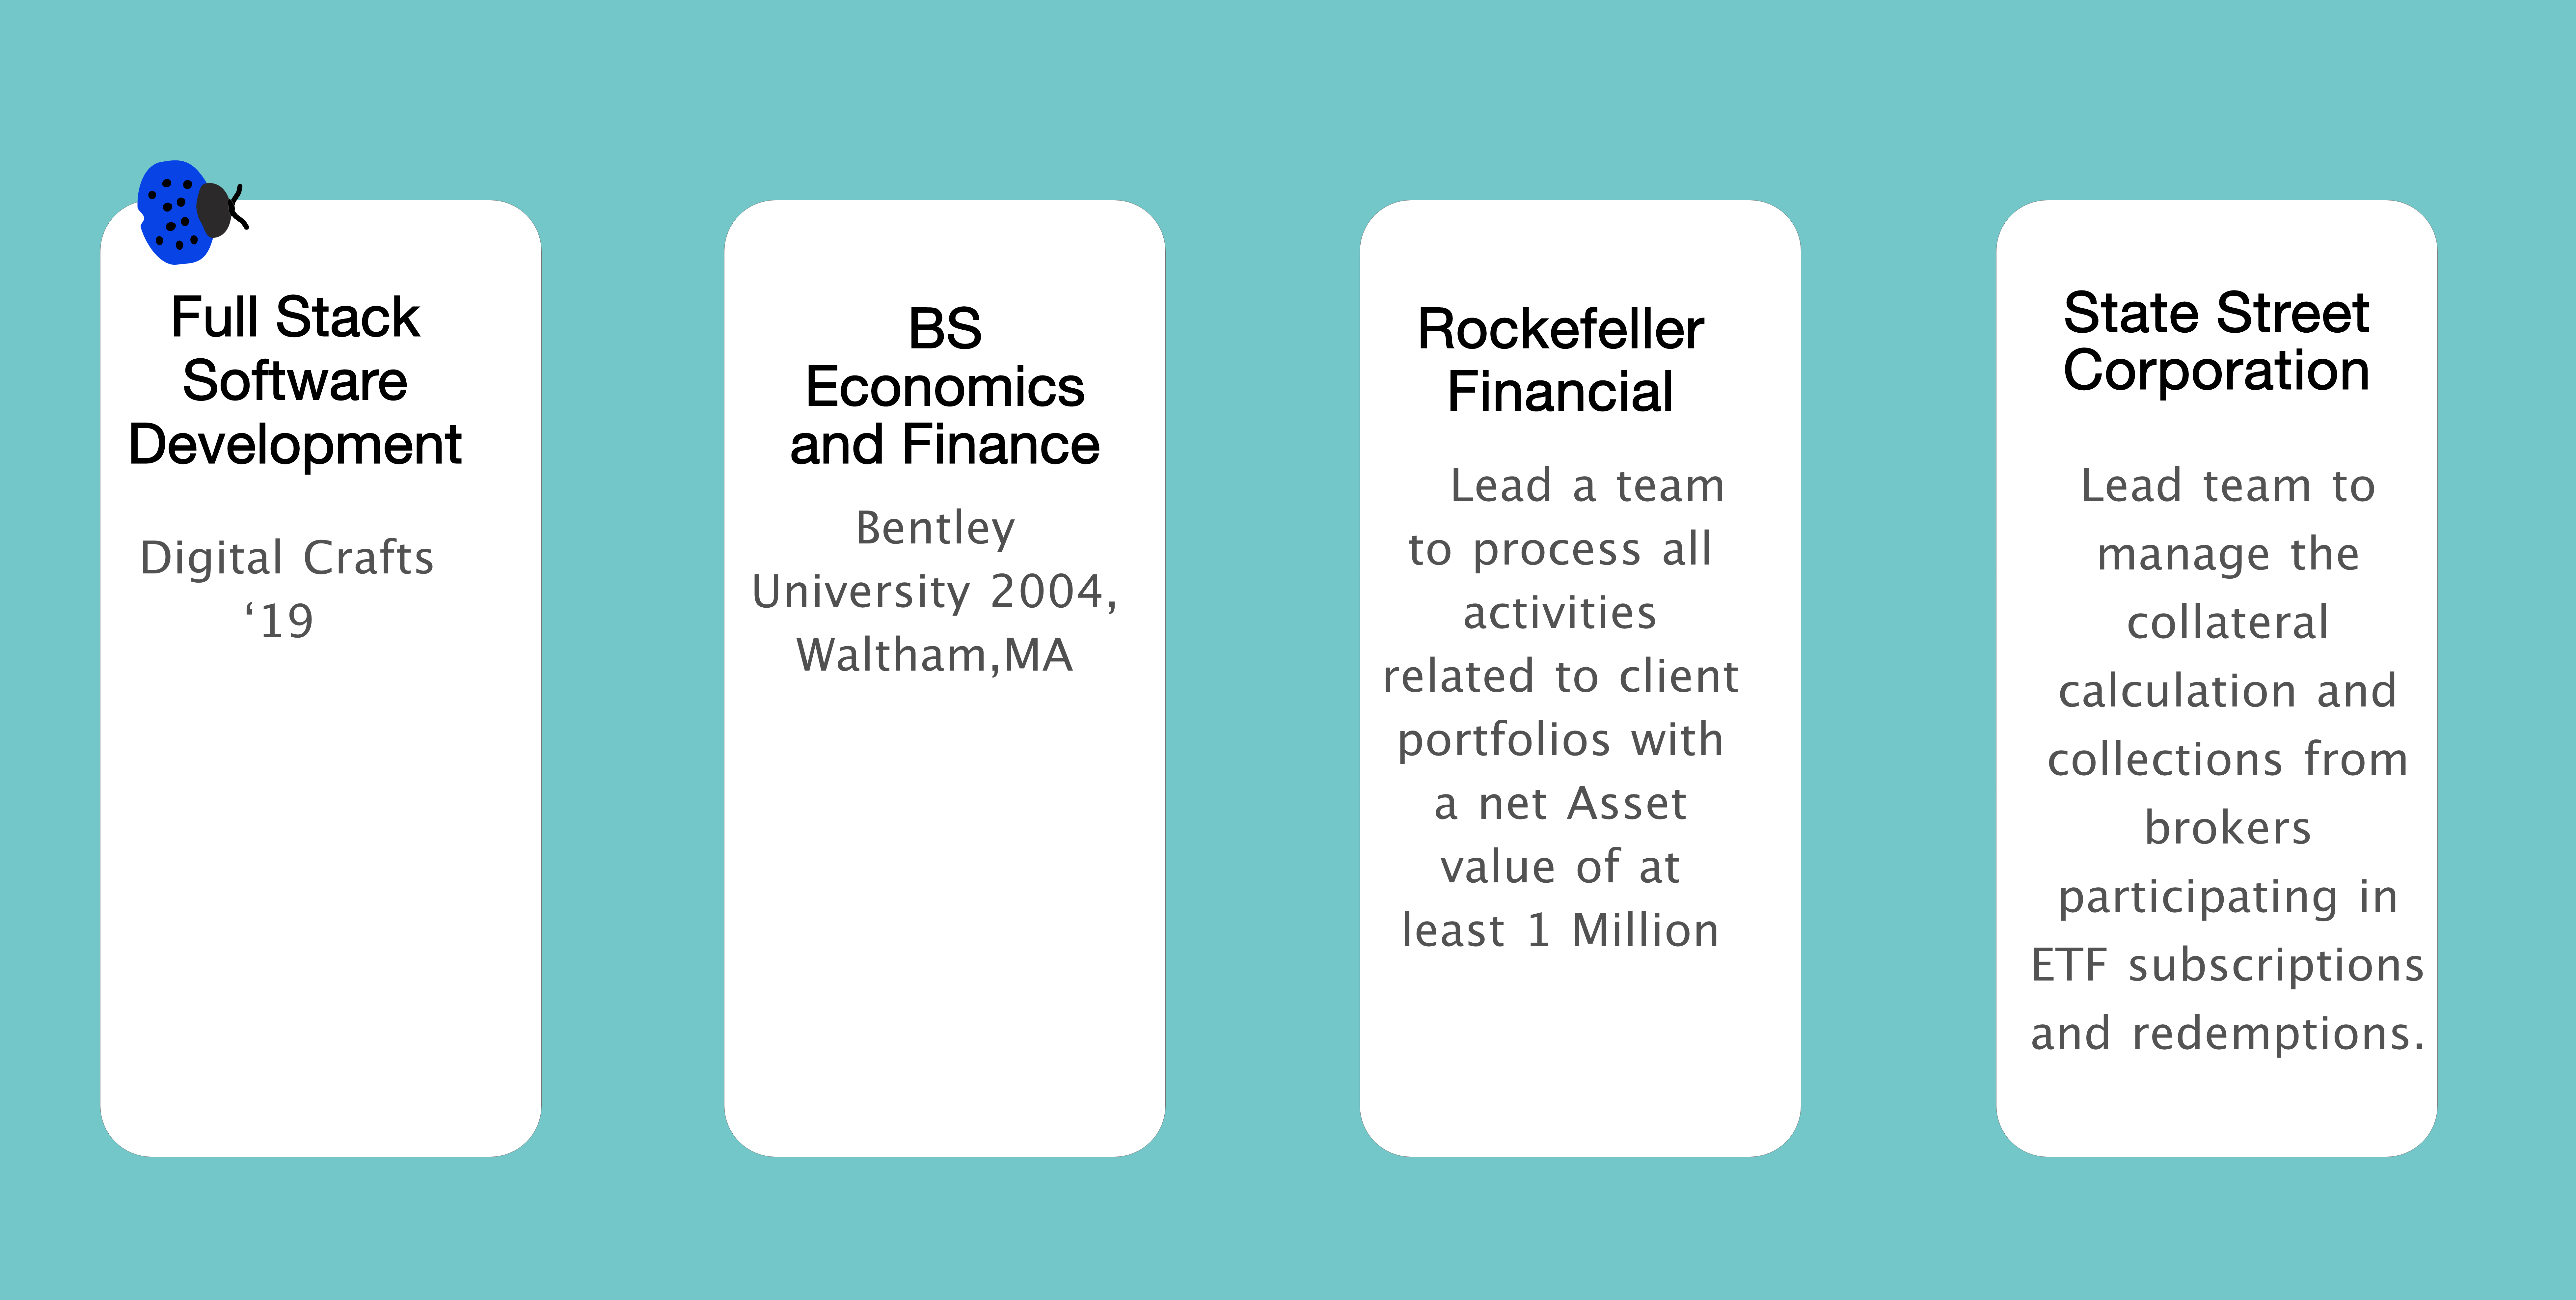 Full Stack
Software
Development
Digital Crafts
‘19
BS
Economics
and Finance
Bentley
University 2004,
Waltham,MA
Rockefeller
Financial
Lead a team
to process all
activities
related to client
portfolios with
a net Asset
value of at
least 1 Million
State Street
Corporation
Lead team to
manage the
collateral
calculation and
collections from
brokers
participating in
ETF subscriptions
and redemptions.